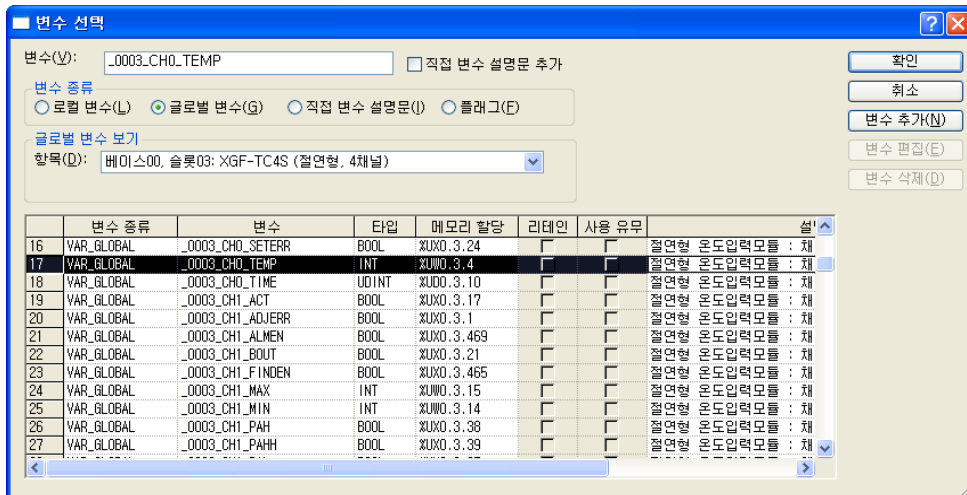 변수 선택
변수(V): _0003_CH0_TEMP 직접 변수 설명문 추가 확인
취소
변수 종류
로컬 변수(L) 글로벌 변수(G) 직접 변수 설명문(I) 플래그(F) 변수 추가(N)
글로벌 변수 보기
항목(D): 베이스00, 슬롯03: XGF-TC4S (절연형, 4채널) 변수 편집(E)
변수 삭제(D)
변수 종류 변수 타입 메모리 할당 리테인 사용 유무
16 VAR_GLOBAL _0003_CH0_SETERR BOOL %UX0.3.24 절연형 온도입력모듈 : 채
17 VAR_GLOBAL _0003_CH0_TEMP INT %UW0.3.4 절연형 온도입력모듈 : 채
18 VAR_GLOBAL _0003_CH0_TIME UDINT %UD0.3.10 절연형 온도입력모듈 : 채
19 VAR_GLOBAL _0003_CH1_ACT BOOL %UX0.3.17 절연형 온도입력모듈 : 채
20 VAR_GLOBAL _0003_CH1_ADJERR BOOL %UX0.3.1 절연형 온도입력모듈 : 채
21 VAR_GLOBAL _0003_CH1_ALMEN BOOL %UX0.3.469 절연형 온도입력모듈 : 채
22 VAR_GLOBAL _0003_CH1_BOUT BOOL %UX0.3.21 절연형 온도입력모듈 : 채
23 VAR_GLOBAL _0003_CH1_FINDEN BOOL %UX0.3.465 절연형 온도입력모듈 : 채
24 VAR_GLOBAL _0003_CH1_MAX INT %UW0.3.15 절연형 온도입력모듈 : 채
25 VAR_GLOBAL _0003_CH1_MIN INT %UW0.3.14 절연형 온도입력모듈 : 채
26 VAR_GLOBAL _0003_CH1_PAH BOOL %UX0.3.38 절연형 온도입력모듈 : 채
27 VAR_GLOBAL _0003_CH1_PAHH BOOL %UX0.3.39 절연형 온도입력모듈 : 채